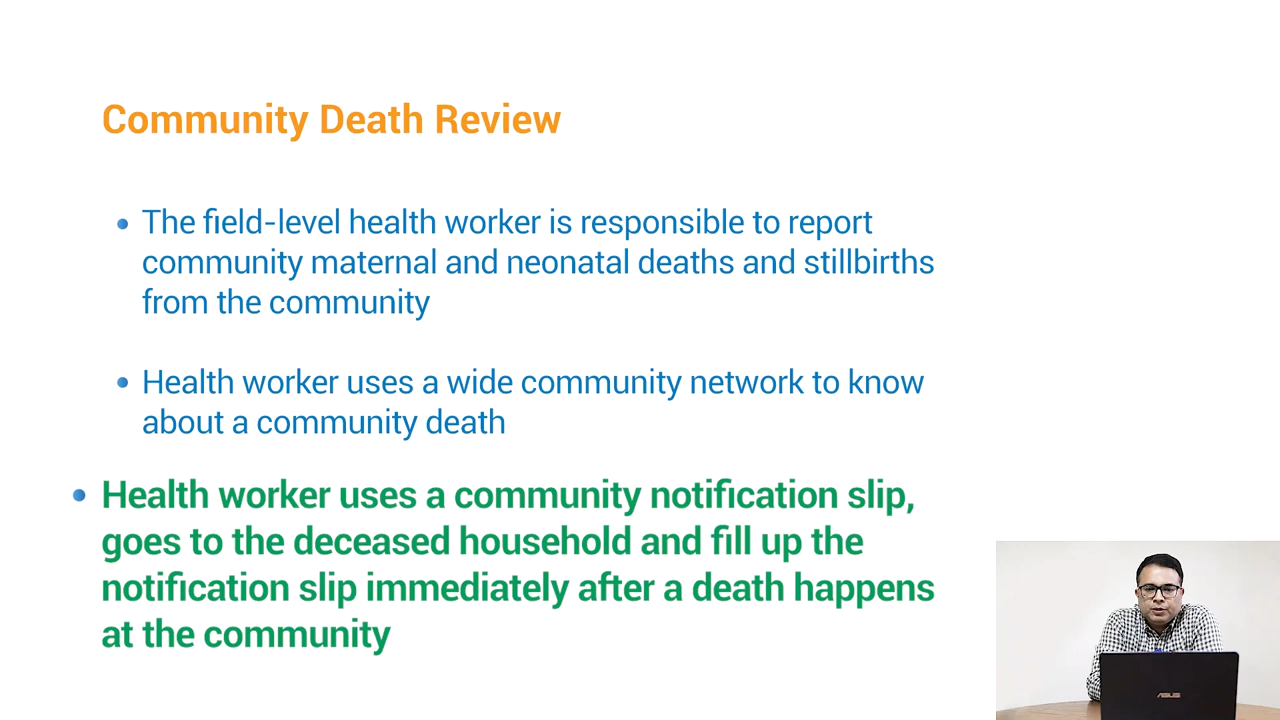 Community Death Review
The field-level health worker is responsible to report
community maternal and neonatal deaths and stillbirths
from the community
Health worker uses a wide community network to know
about a community death
Health worker uses a community notification slip,
goes to the deceased household and fill up the
notification slip immediately after a death happens
at the community
ASUS